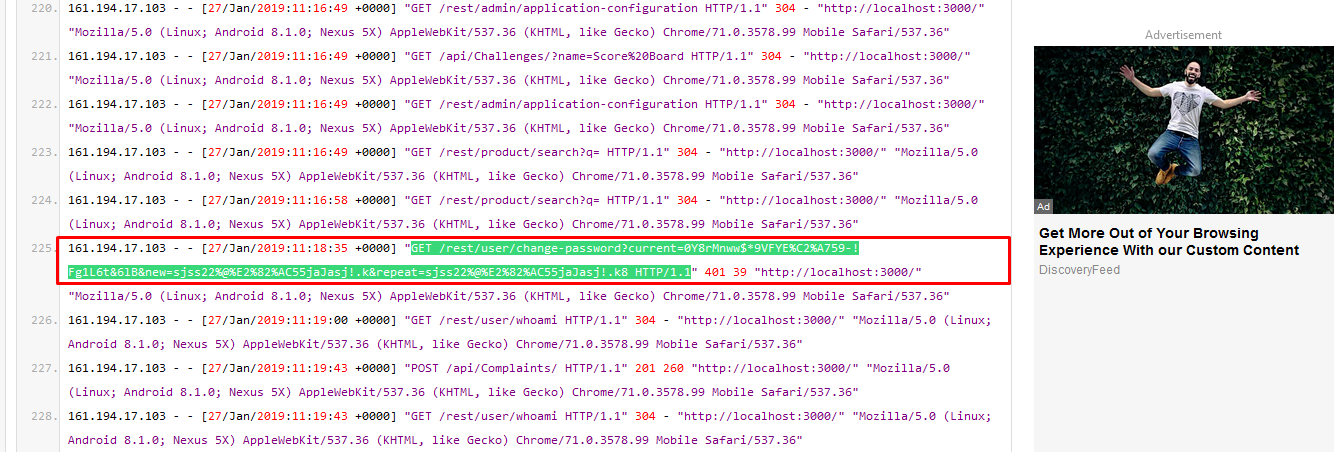 220. 161.194.17.103 - - [27/Jan/2019:11:16:49 +0000] "GET /rest/admin/application-configuration HTTP/1.1" 304 - "http://localhost:3000/"
"Mozilla/5.0 (Linux; Android 8.1.0; Nexus 5X) AppleWebKit/537.36 (KHTML, like Gecko) Chrome/71.0.3578.99 Mobile Safari/537.36"
221. 161.194.17.103 - - [27/Jan/2019:11:16:49 +0000] "GET /api/Challenges/?name=Score%20Board HTTP/1.1" 304 - "http://localhost:3000/"
"Mozilla/5.0 (Linux; Android 8.1.0; Nexus 5X) AppleWebKit/537.36 (KHTML, like Gecko) Chrome/71.0.3578.99 Mobile Safari/537.36"
222. 161.194.17.103 - - [27/Jan/2019:11:16:49 +0000] "GET /rest/admin/application-configuration HTTP/1.1" 304 - "http://localhost:3000/"
"Mozilla/5.0 (Linux; Android 8.1.0; Nexus 5X) AppleWebKit/537.36 (KHTML, like Gecko) Chrome/71.0.3578.99 Mobile Safari/537.36"
223. 161.194.17.103 - - [27/Jan/2019:11:16:49 +0000] "GET /rest/product/search?q= HTTP/1.1" 304 - "http://localhost:3000/" "Mozilla/5.0
(Linux; Android 8.1.0; Nexus 5X) AppleWebKit/537.36 (KHTML, like Gecko) Chrome/71.0.3578.99 Mobile Safari/537.36"
224. 161.194.17.103 - - [27/Jan/2019:11:16:58 +0000] "GET /rest/product/search?q= HTTP/1.1" 304 - "http://localhost:3000/" "Mozilla/5.0
(Linux; Android 8.1.0; Nexus 5X) AppleWebKit/537.36 (KHTML, like Gecko) Chrome/71.0.3578.99 Mobile Safari/537.36"
225. 161.194.17.103 - - [27/Jan/2019:11:18:35 +0000] "GET /rest/user/change-password?current=0Y8rMnww$*9VFYE%C2%A759-!
Fg1L6t&61B&new=sjss22%@%E2%82%AC55jaJasj!.k&repeat=sjss22%@%E2%82%AC55jaJasj!.k8 HTTP/1.1" 401 39 "http://localhost:3000/"
"Mozilla/5.0 (Linux; Android 8.1.0; Nexus 5X) AppleWebKit/537.36 (KHTML, like Gecko) Chrome/71.0.3578.99 Mobile Safari/537.36"
226. 161.194.17.103 - - [27/Jan/2019:11:19:00 +0000] "GET /rest/user/whoami HTTP/1.1" 304 - "http://localhost:3000/" "Mozilla/5.0 (Linux;
Android 8.1.0; Nexus 5X) AppleWebKit/537.36 (KHTML, like Gecko) Chrome/71.0.3578.99 Mobile Safari/537.36"
227. 161.194.17.103 - - [27/Jan/2019:11:19:43 +0000] "POST /api/Complaints/ HTTP/1.1" 201 260 "http://localhost:3000/" "Mozilla/5.0
(Linux; Android 8.1.0; Nexus 5X) AppleWebKit/537.36 (KHTML, like Gecko) Chrome/71.0.3578.99 Mobile Safari/537.36"
228. 161.194.17.103 - - [27/Jan/2019:11:19:43 +0000] "GET /rest/user/whoami HTTP/1.1" 304 - "http://localhost:3000/" "Mozilla/5.0 (Linux;
Android 8.1.0; Nexus 5X) AppleWebKit/537.36 (KHTML, like Gecko) Chrome/71.0.3578.99 Mobile Safari/537.36"
Advertisement
Ad
Get More Out of Your Browsing
Experience With our Custom Content
DiscoveryFeed